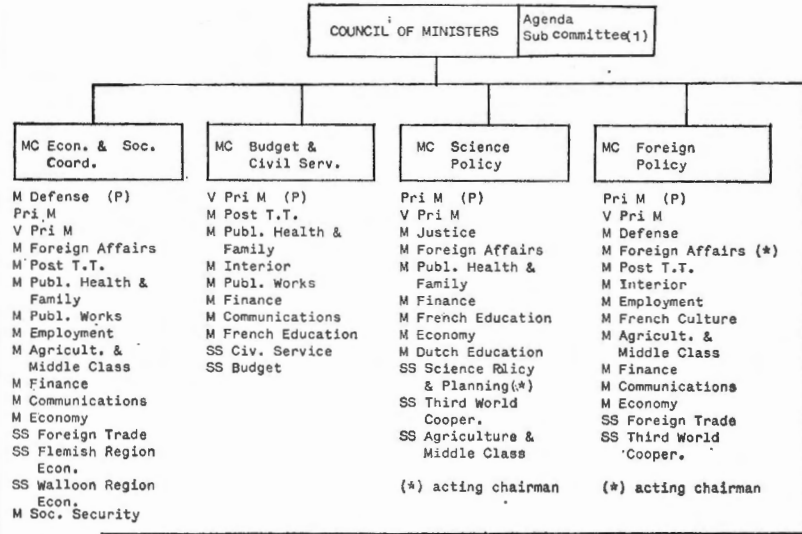 COUNCIL OF MINISTERS
Agenda
Sub committee(1)
MC Econ. & Soc.
Coord.
M Defense (P)
Pri M
V Pri M
M Foreign Affairs
M Post T.T.
M Publ. Health &
Family
M Publ. Works
M Employment
M Agricult. &
Middle Class
M Finance
M Communications
M Economy
SS Foreign Trade
SS Flemish Region
Econ.
SS Walloon Region
Econ.
M Soc. Security
MC Budget &
Civil Serv.
V Pri M (P)
M Post T.T.
M Publ. Health &
Family
M Interior
M Publ. Works
M Finance
M Communications
M French Education
SS Civ. Service
SS Budget
MC Science
Policy
Pri M (P)
V Pri M
M Justice
M Foreign Affairs
M Publ. Health &
Family
M Finance
M French Education
M Economy
M Dutch Education
SS Science Policy
& Planning(*)
SS Third World
Cooper.
SS Agriculture &
Middle Class
(*) acting chairman
MC Foreign
Policy
Pri M (P)
V Pri M
M Defense
M Foreign Affairs (*)
M Post T.T.
M Interior
M Employment
M French Culture
M Agricult. &
Middle Class
M Finance
M Communications
M Economy
SS Foreign Trade
SS Third World
Cooper.
(*) acting chairman